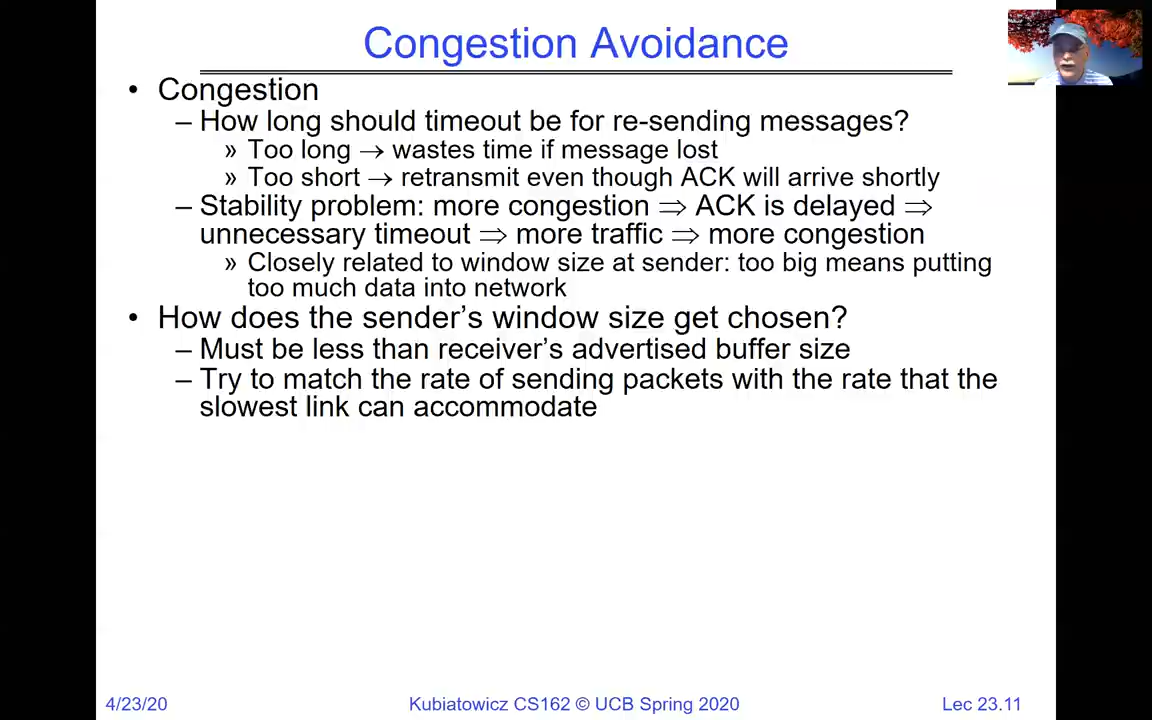 Congestion Avoidance
• Congestion
– How long should timeout be for re-sending messages?
» Too long → wastes time if message lost
» Too short → retransmit even though ACK will arrive shortly
– Stability problem: more congestion ⇒ ACK is delayed ⇒
unnecessary timeout ⇒ more traffic ⇒ more congestion
» Closely related to window size at sender: too big means putting
too much data into network
• How does the sender's window size get chosen?
– Must be less than receiver's advertised buffer size
– Try to match the rate of sending packets with the rate that the
slowest link can accommodate
4/23/20
Kubiatowicz CS162 © UCB Spring 2020
Lec 23.11